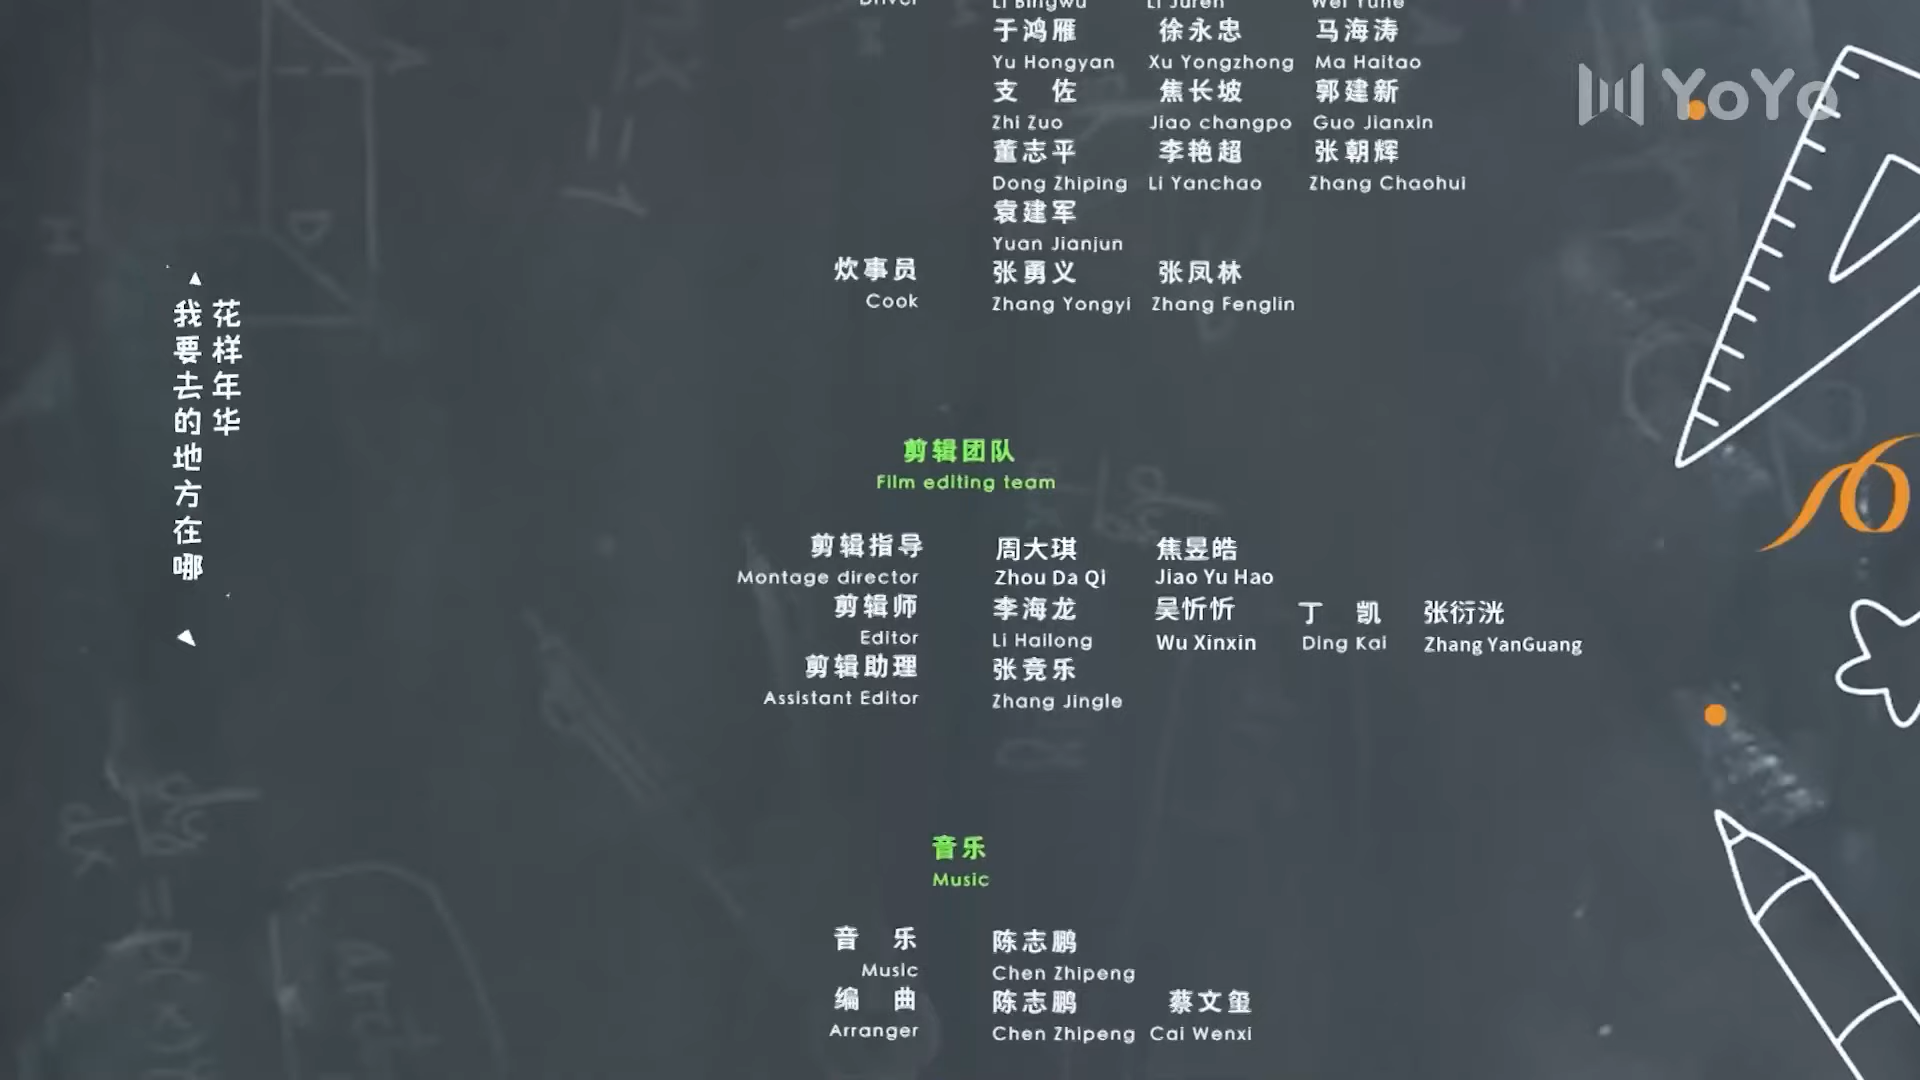 Driver Li Bingwu Li Juren Wei Yune
于鸿雁 徐永忠 马海涛
Yu Hongyan Xu Yongzhong Ma Haitao
支 佐 焦长坡 郭建新
Zhi Zuo Jiao changpo Guo Jianxin
董志平 李艳超 张朝辉
Dong Zhiping Li Yanchao Zhang Chaohui
袁建军
Yuan Jianjun
炊事员 张勇义 张凤林
Cook Zhang Yongyi Zhang Fenglin
剪辑团队
Film editing team
剪辑指导 周大琪 焦昱皓
Montage director Zhou Da Qi Jiao Yu Hao
剪辑师 李海龙 吴忻忻 丁 凯 张衍洸
Editor Li Hailong Wu Xinxin Ding Kai Zhang YanGuang
剪辑助理 张竞乐
Assistant Editor Zhang Jingle
音乐
Music
音 乐 陈志鹏
Music Chen Zhipeng
编 曲 陈志鹏 蔡文玺
Arranger Chen Zhipeng Cai Wenxi
花样年华
我要去的地方在哪
YoYo